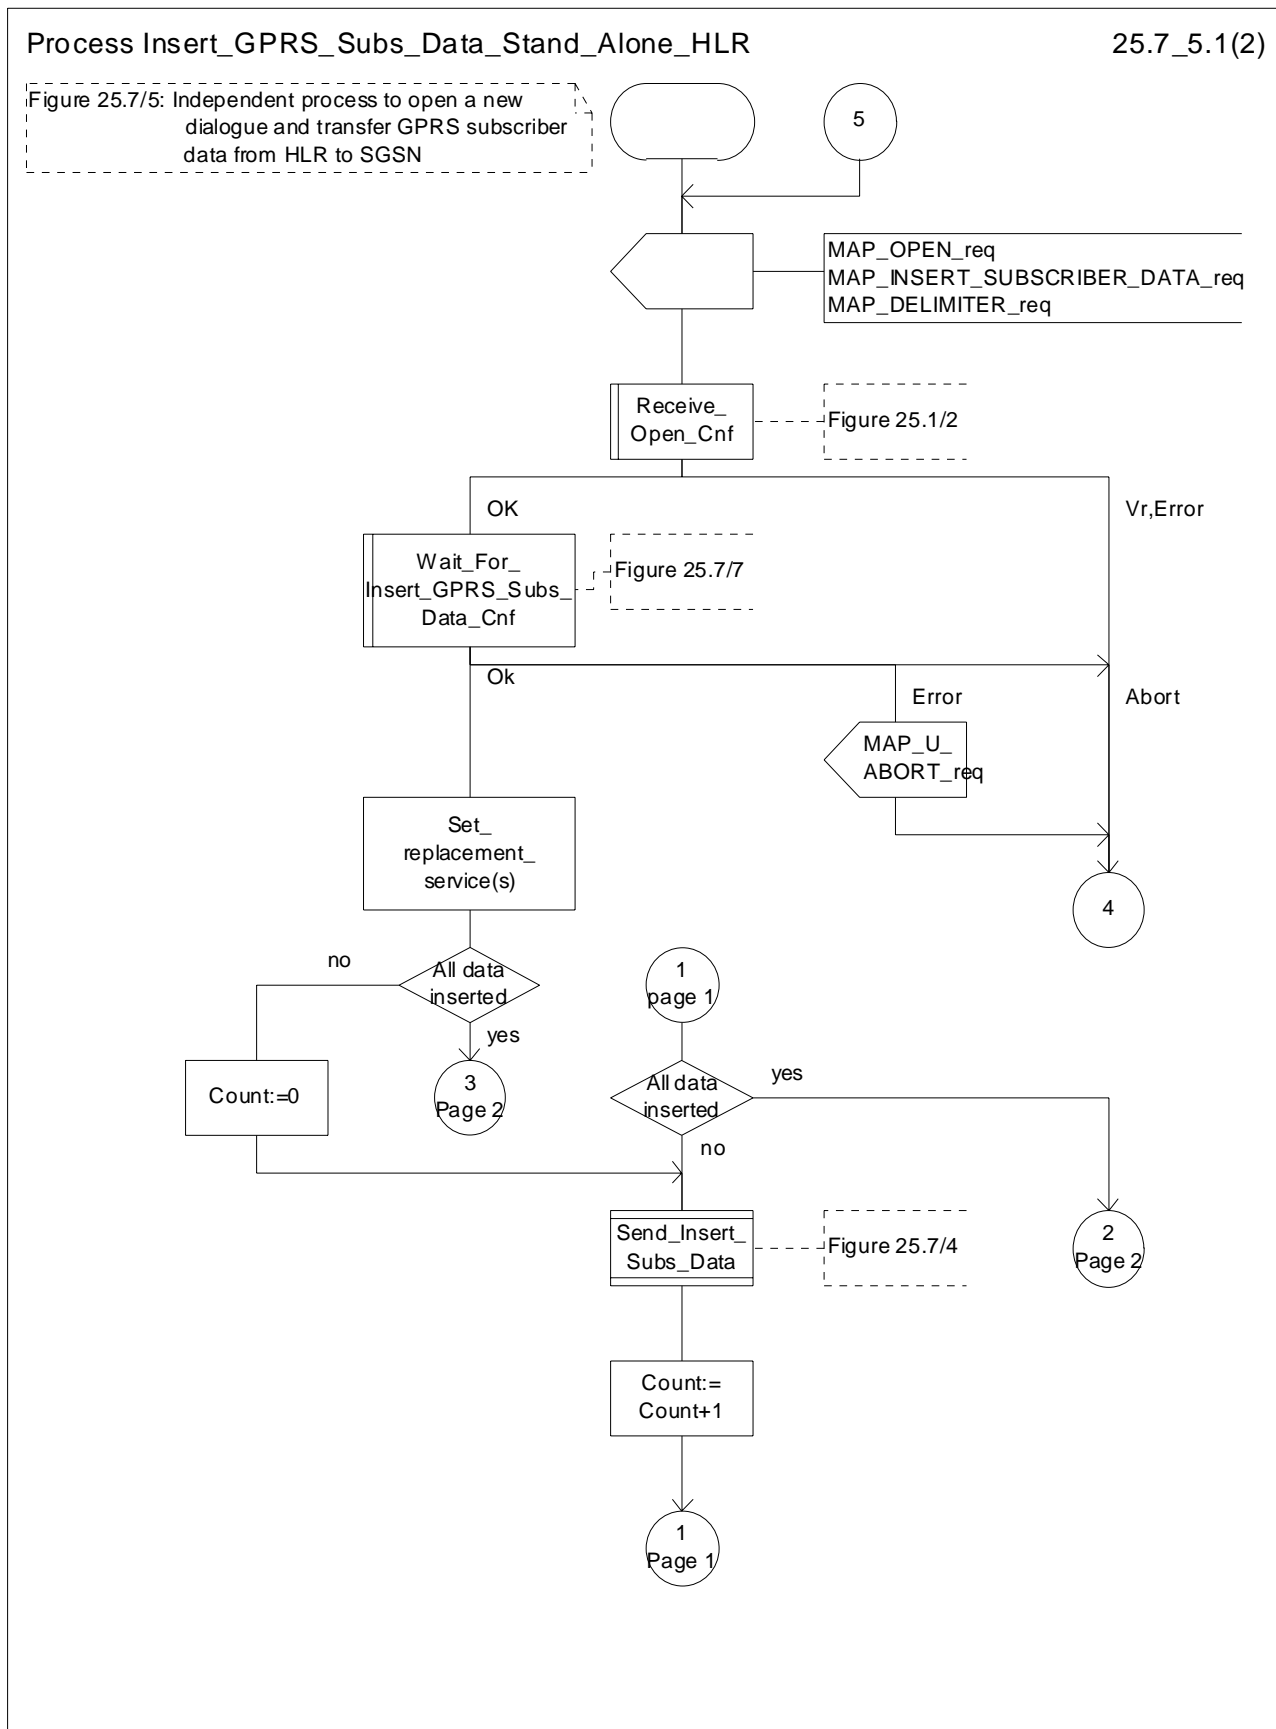 Process Insert_GPRS_Subs_Data_Stand_Alone_HLR
25.7_5.1(2)
Figure 25.7/5: Independent process to open a new
dialogue and transfer GPRS subscriber
data from HLR to SGSN
5
MAP_OPEN_req
MAP_INSERT_SUBSCRIBER_DATA_req
MAP_DELIMITER_req
Receive_
Open_Cnf
Figure 25.1/2
OK
Vr,Error
Wait_For_
Insert_GPRS_Subs_
Data_Cnf
Figure 25.7/7
Ok
Error
Abort
MAP_U_
ABORT_req
Set_
replacement_
service(s)
4
no
All data
inserted
yes
1
page 1
Count:=0
3
Page 2
All data
inserted
yes
no
Send_Insert_
Subs_Data
Figure 25.7/4
2
Page 2
Count:=
Count+1
1
Page 1